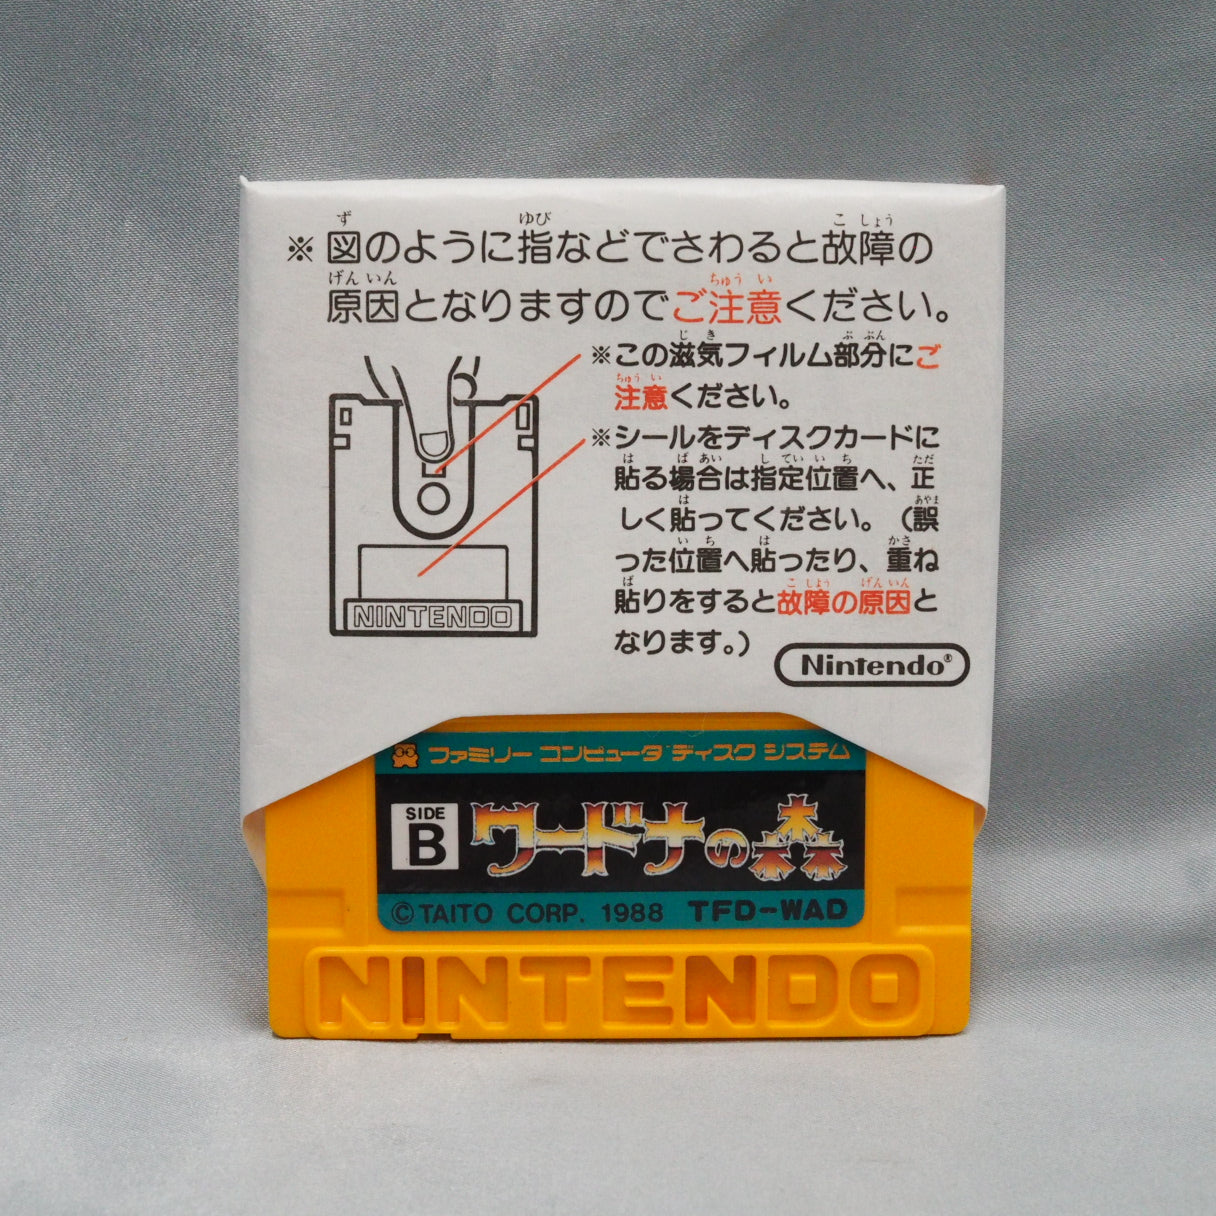 ※図のように指などでさわると故障の
原因となりますのでご注意ください。
※この滋気フィルム部分にご
注意ください。
※シールをディスクカードに
貼る場合は指定位置へ、正
しく貼ってください。(誤
った位置へ貼ったり、重ね
貼りをすると故障の原因と
なります。)
NINTENDO
Nintendo®
ファミリー コンピュータ ディスク システム
SIDE
B
ワードナの森
©TAITO CORP. 1988 TFD-WAD
NINTENDO